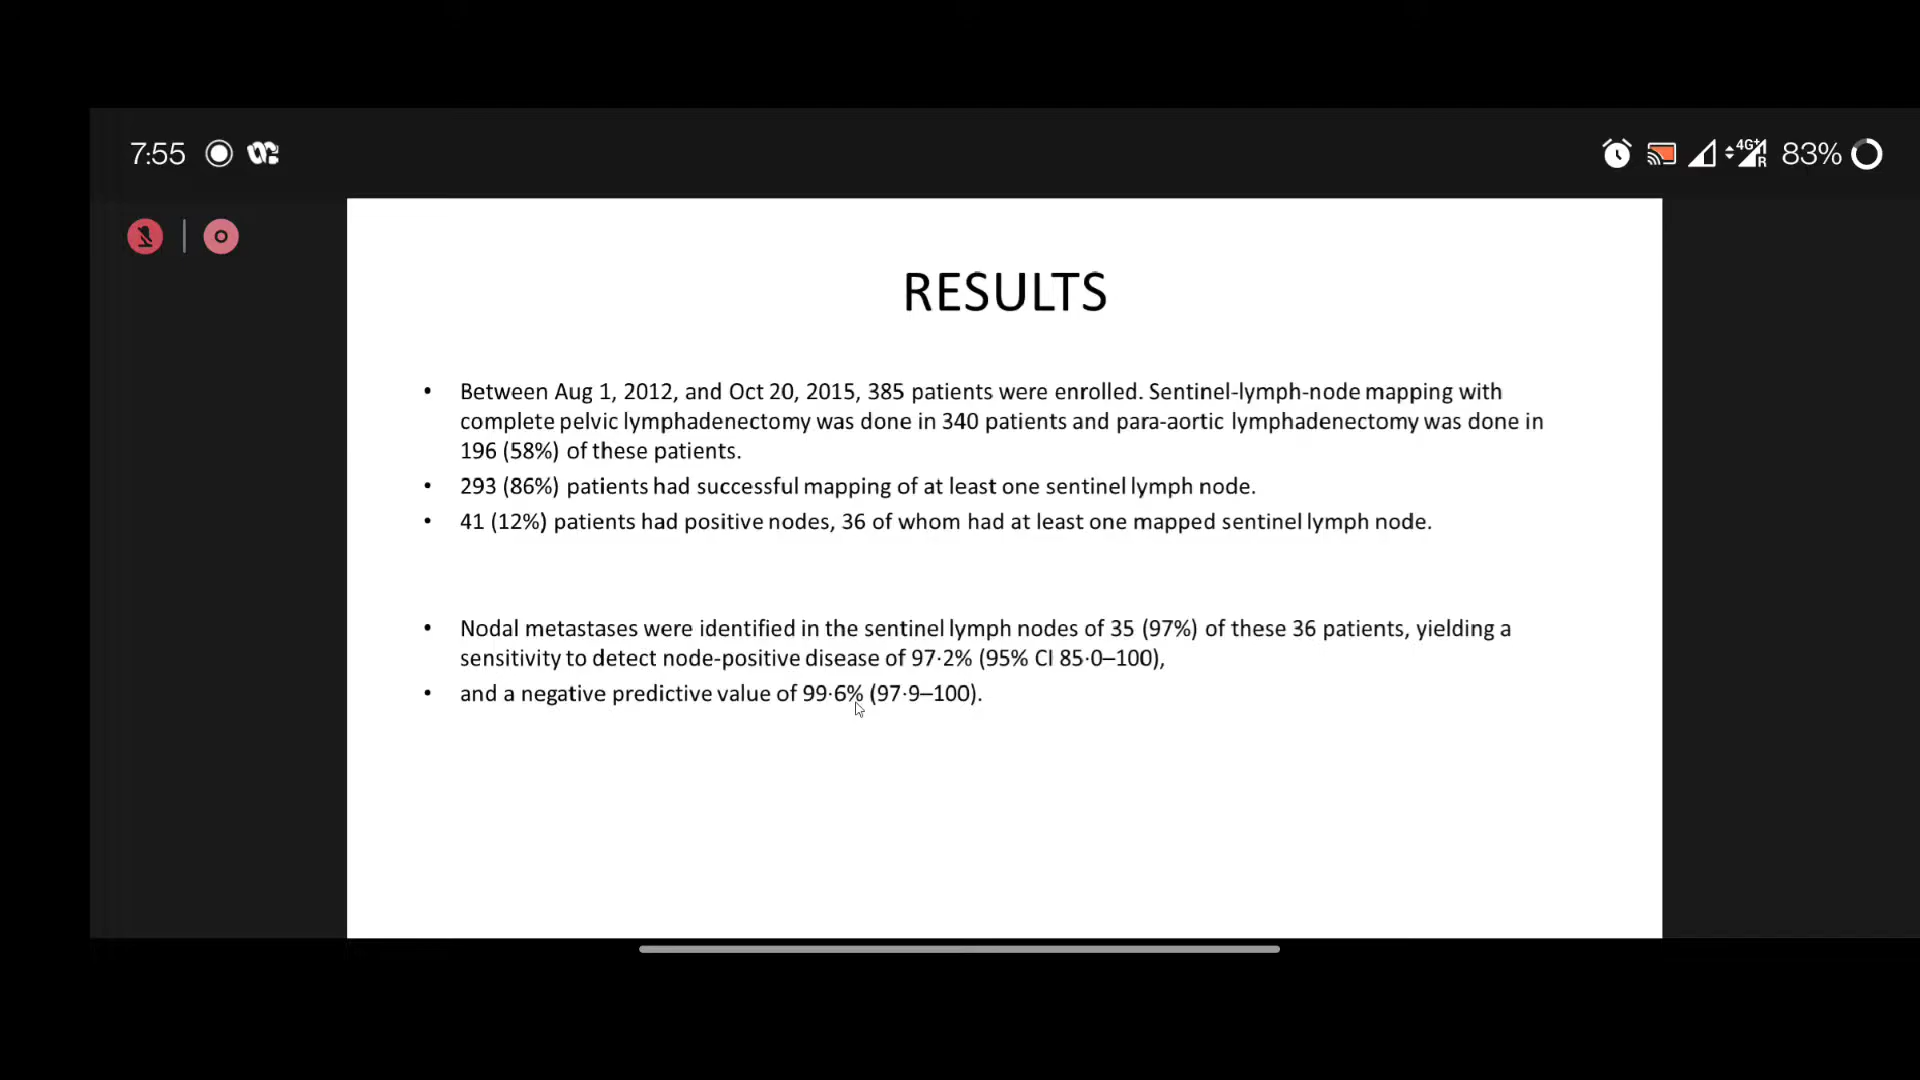 7:55
4G+
R
83%
RESULTS
• Between Aug 1, 2012, and Oct 20, 2015, 385 patients were enrolled. Sentinel-lymph-node mapping with
complete pelvic lymphadenectomy was done in 340 patients and para-aortic lymphadenectomy was done in
196 (58%) of these patients.
• 293 (86%) patients had successful mapping of at least one sentinel lymph node.
• 41 (12%) patients had positive nodes, 36 of whom had at least one mapped sentinel lymph node.
• Nodal metastases were identified in the sentinel lymph nodes of 35 (97%) of these 36 patients, yielding a
sensitivity to detect node-positive disease of 97·2% (95% CI 85·0–100),
• and a negative predictive value of 99·6% (97·9–100).